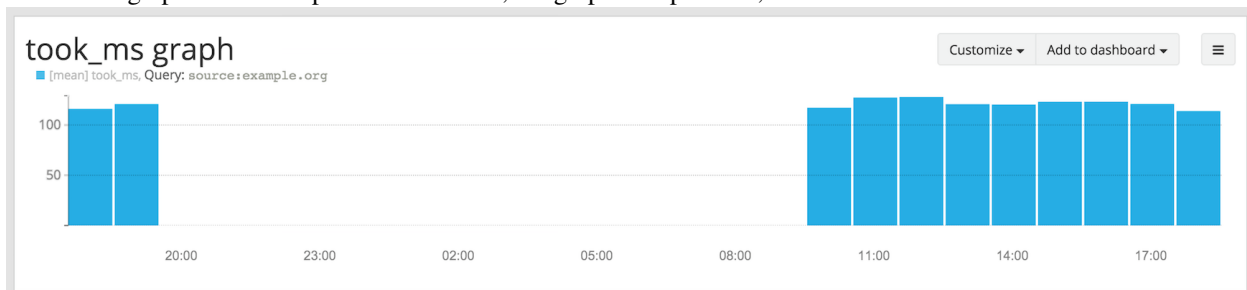 took_ms graph
Customize Add to dashboard
[mean] took_ms, Query: source:example.org
100
50
20:00 23:00 02:00 05:00 08:00 11:00 14:00 17:00